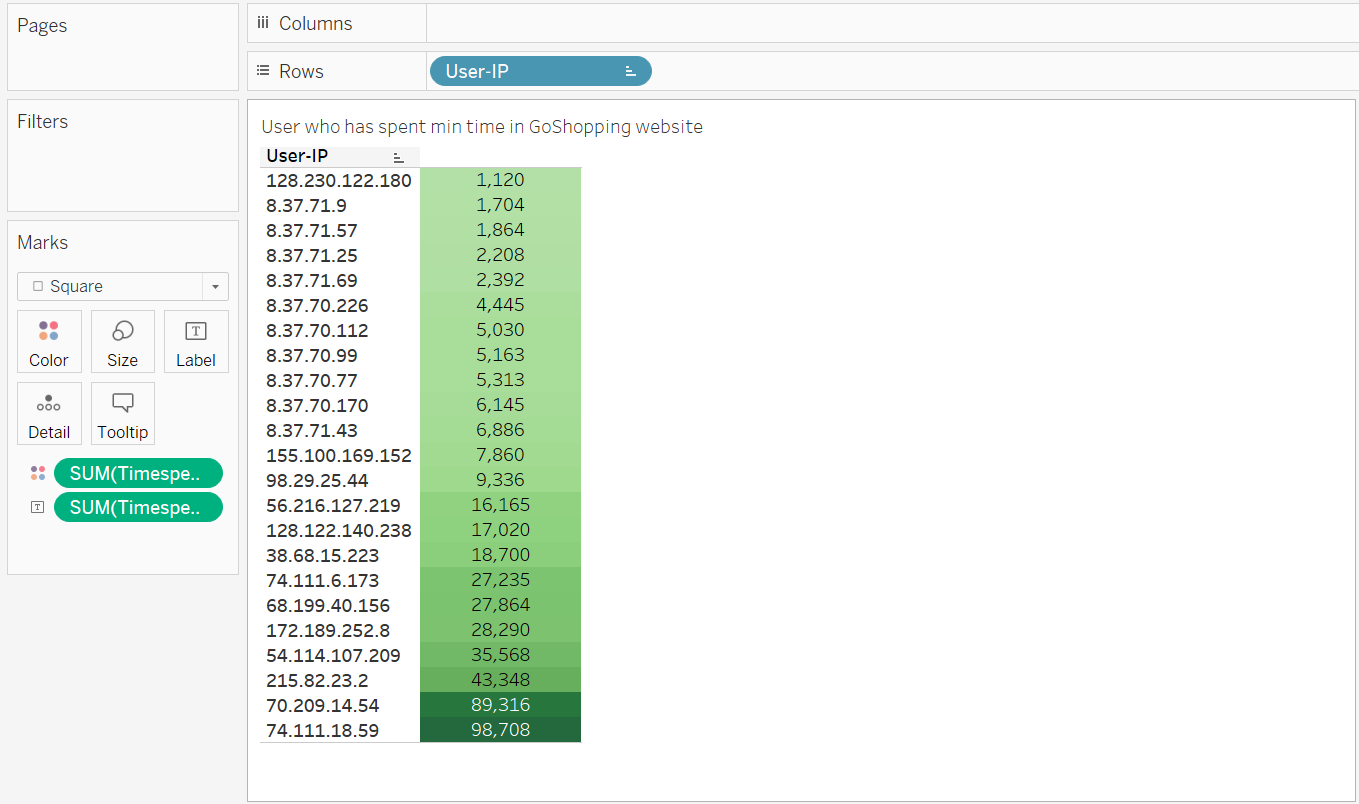 Pages
Columns
Rows
User-IP
Filters
Marks
Square
Color
Size
T
Label
Detail
Tooltip
SUM(Timespe..
T
SUM(Timespe..
User who has spent min time in GoShopping website
User-IP
128.230.122.180 1,120
8.37.71.9 1,704
8.37.71.57 1,864
8.37.71.25 2,208
8.37.71.69 2,392
8.37.70.226 4,445
8.37.70.112 5,030
8.37.70.99 5,163
8.37.70.77 5,313
8.37.70.170 6,145
8.37.71.43 6,886
155.100.169.152 7,860
98.29.25.44 9,336
56.216.127.219 16,165
128.122.140.238 17,020
38.68.15.223 18,700
74.111.6.173 27,235
68.199.40.156 27,864
172.189.252.8 28,290
54.114.107.209 35,568
215.82.23.2 43,348
70.209.14.54 89,316
74.111.18.59 98,708